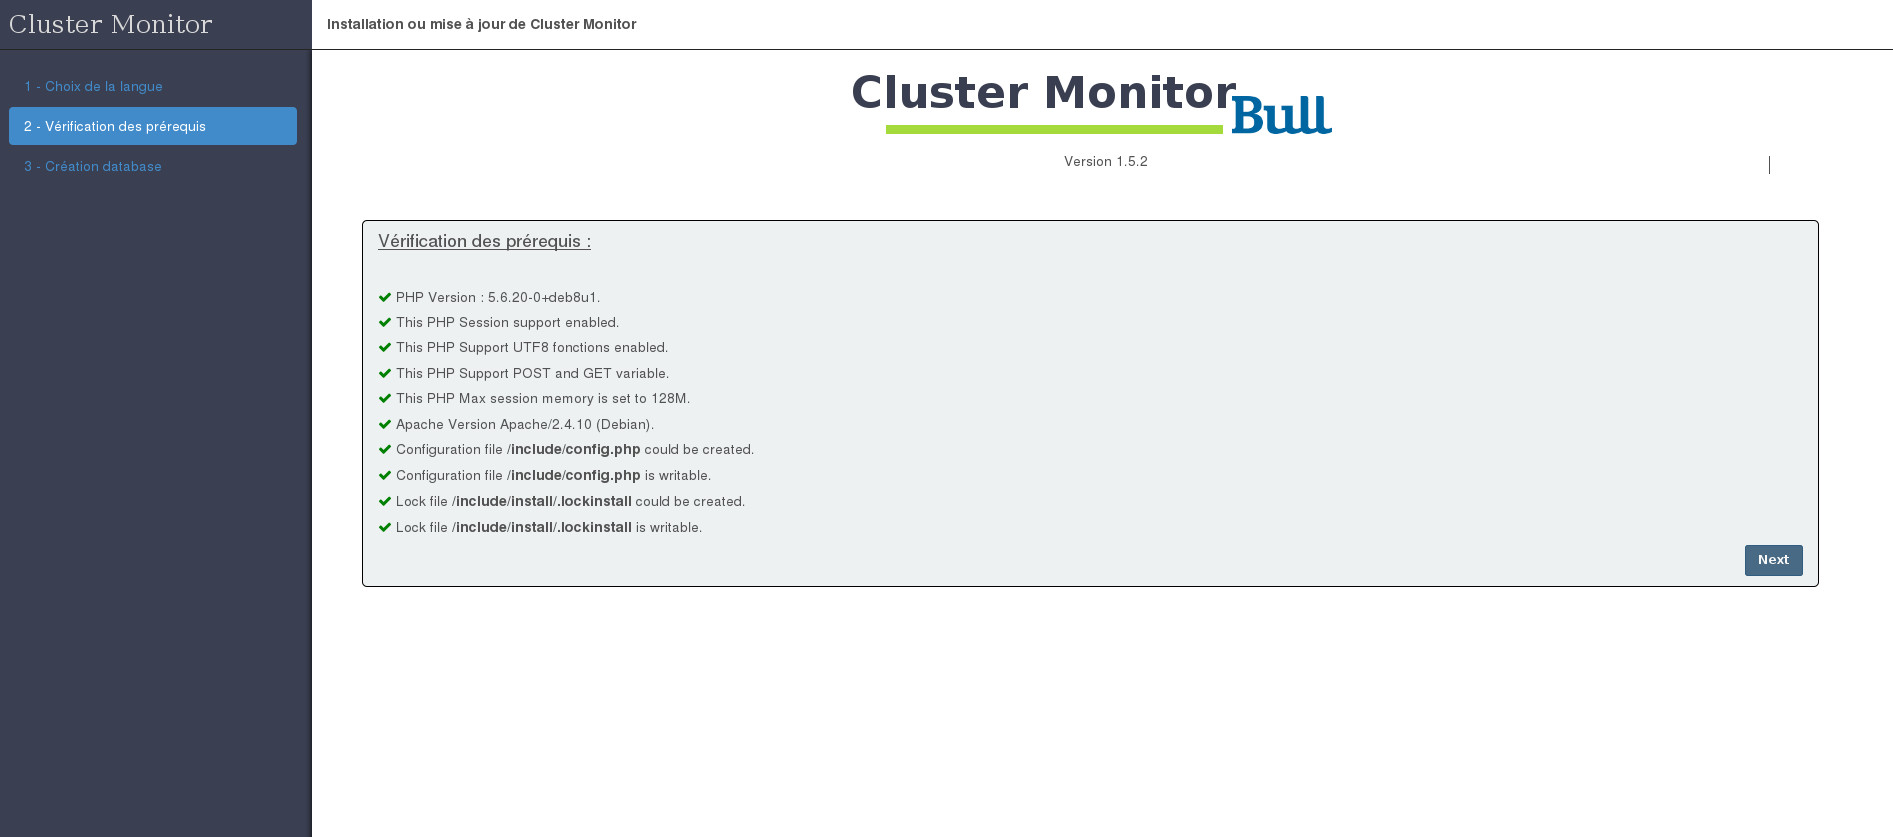 Cluster Monitor
Installation ou mise à jour de Cluster Monitor
1 - Choix de la langue
2 - Vérification des prérequis
3 - Création database
Cluster Monitor
Bull
Version 1.5.2
Vérification des prérequis :
PHP Version : 5.6.20-0+deb8u1.
This PHP Session support enabled.
This PHP Support UTF8 fonctions enabled.
This PHP Support POST and GET variable.
This PHP Max session memory is set to 128M.
Apache Version Apache/2.4.10 (Debian).
Configuration file /include/config.php could be created.
Configuration file /include/config.php is writable.
Lock file /include/install/.lockinstall could be created.
Lock file /include/install/.lockinstall is writable.
Next